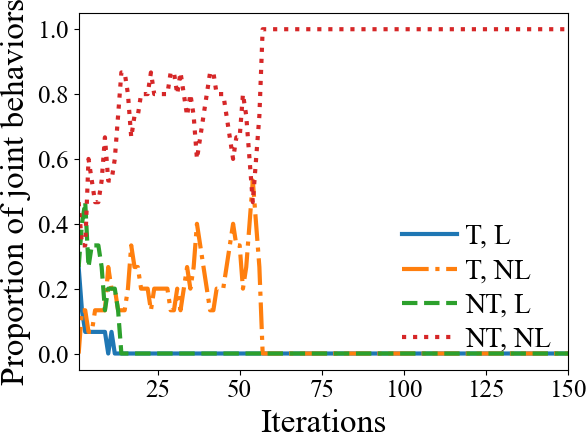 Proportion of joint behaviors
1.0
0.8
0.6
0.4
0.2
0.0
T, L
T, NL
NT, L
NT, NL
25 50 75 100 125 150
Iterations